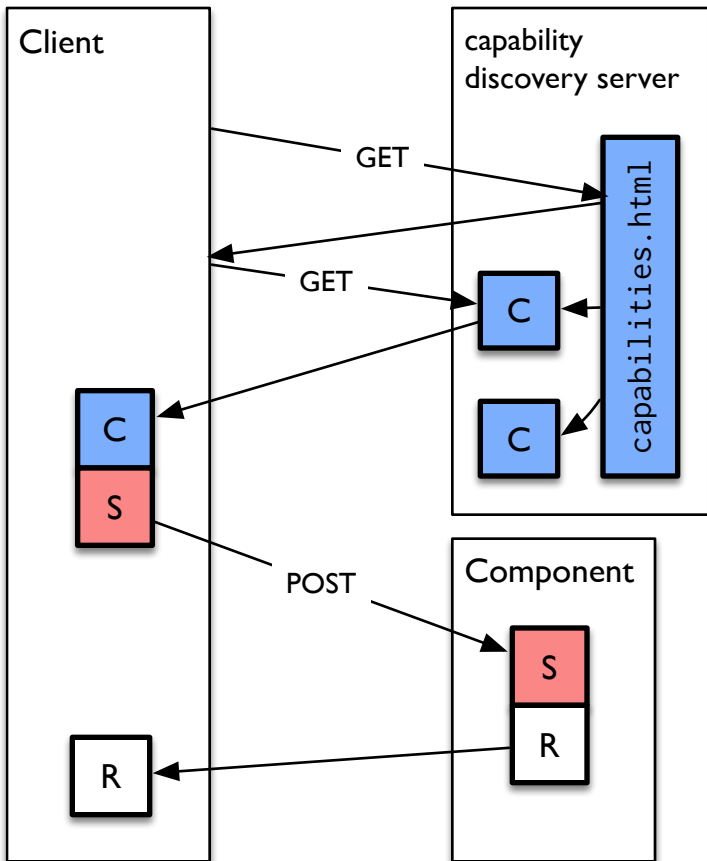 Client
capability
discovery server
GET
capabilities.html
GET
C
C
C
S
POST
Component
S
R
R